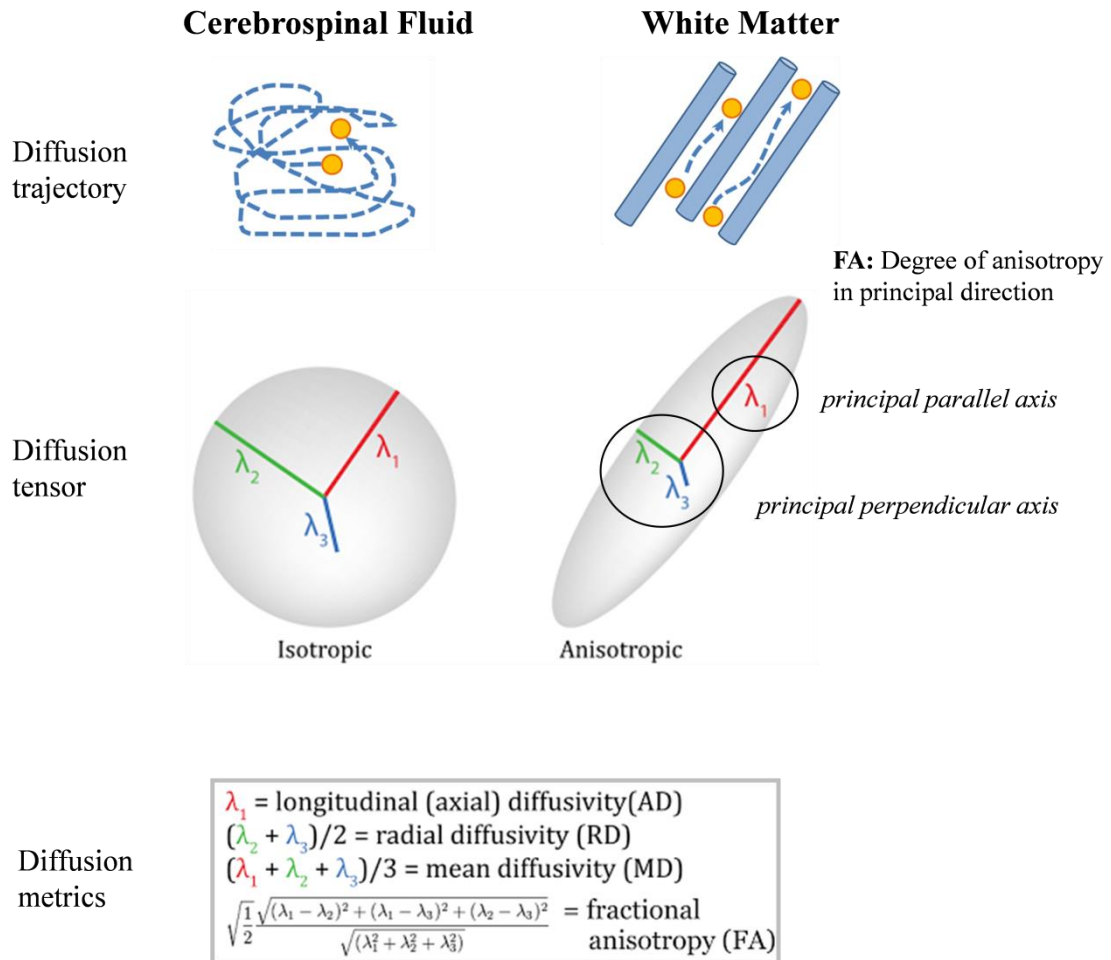 Cerebrospinal Fluid
White Matter
Diffusion
trajectory
FA: Degree of anisotropy
in principal direction
λ₁
λ₂
λ₃
λ₁
λ₂
λ₃
principal parallel axis
Diffusion
tensor
principal perpendicular axis
Isotropic
Anisotropic
Diffusion
metrics
λ₁ = longitudinal (axial) diffusivity(AD)
(λ₂ + λ₃)/2 = radial diffusivity (RD)
(λ₁ + λ₂ + λ₃)/3 = mean diffusivity (MD)
√(1/2) √((λ₁ − λ₂)² + (λ₁ − λ₃)² + (λ₂ − λ₃)²) / √((λ₁² + λ₂² + λ₃²)) = fractional
anisotropy (FA)